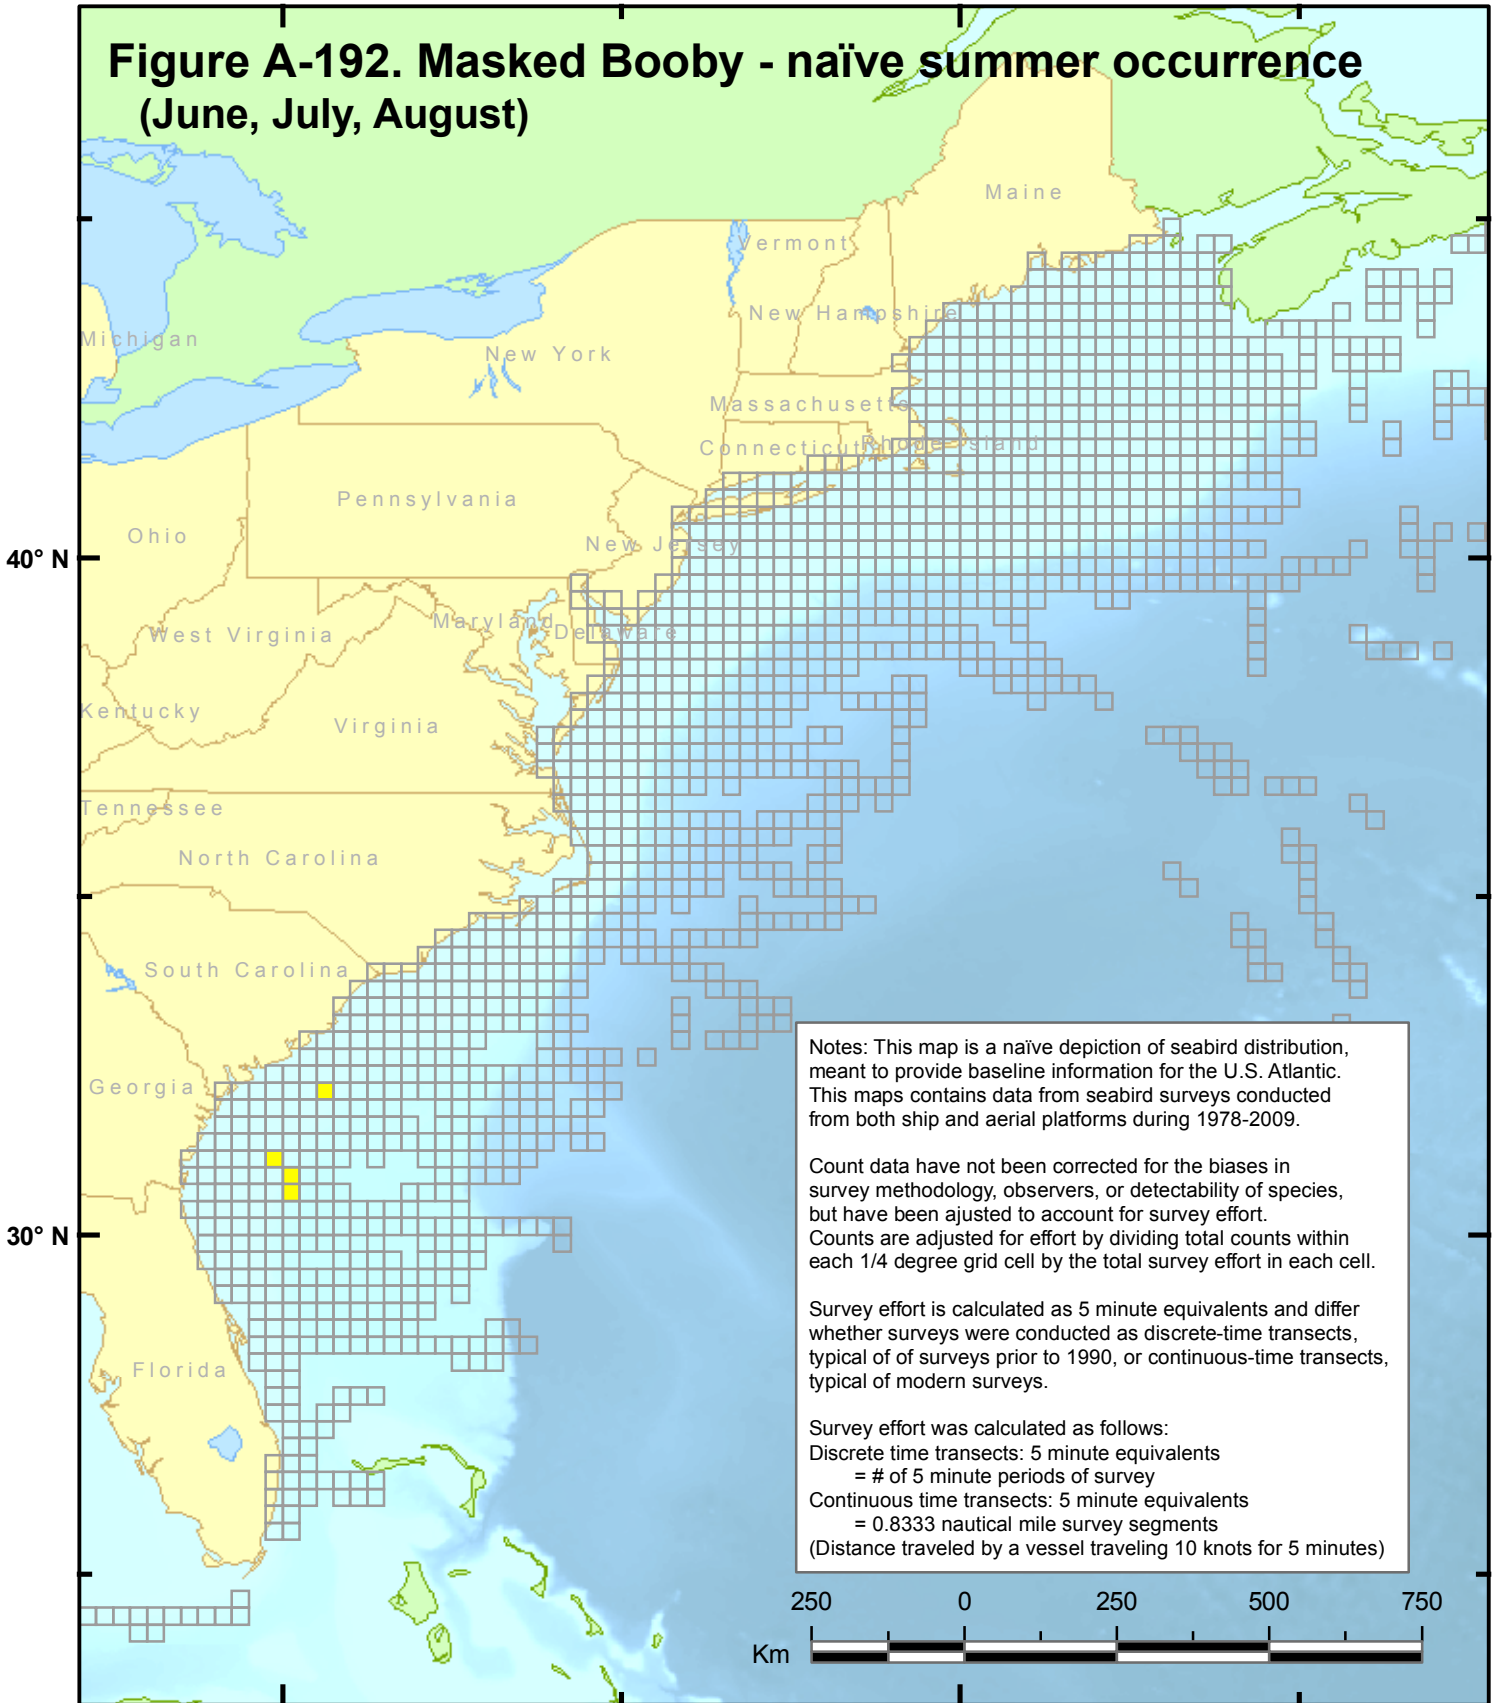 Figure A-192. Masked Booby - naïve summer occurrence
(June, July, August)
Maine
Vermont
New Hampshire
Michigan
New York
Massachusetts
Connecticut
Rhode Island
Pennsylvania
Ohio
New Jersey
40° N
Maryland
Delaware
West Virginia
Kentucky
Virginia
Tennessee
North Carolina
South Carolina
Georgia
30° N
Florida
Notes: This map is a naïve depiction of seabird distribution,
meant to provide baseline information for the U.S. Atlantic.
This maps contains data from seabird surveys conducted
from both ship and aerial platforms during 1978-2009.
Count data have not been corrected for the biases in
survey methodology, observers, or detectability of species,
but have been ajusted to account for survey effort.
Counts are adjusted for effort by dividing total counts within
each 1/4 degree grid cell by the total survey effort in each cell.
Survey effort is calculated as 5 minute equivalents and differ
whether surveys were conducted as discrete-time transects,
typical of of surveys prior to 1990, or continuous-time transects,
typical of modern surveys.
Survey effort was calculated as follows:
Discrete time transects: 5 minute equivalents
= # of 5 minute periods of survey
Continuous time transects: 5 minute equivalents
= 0.8333 nautical mile survey segments
(Distance traveled by a vessel traveling 10 knots for 5 minutes)
250 0 250 500 750
Km